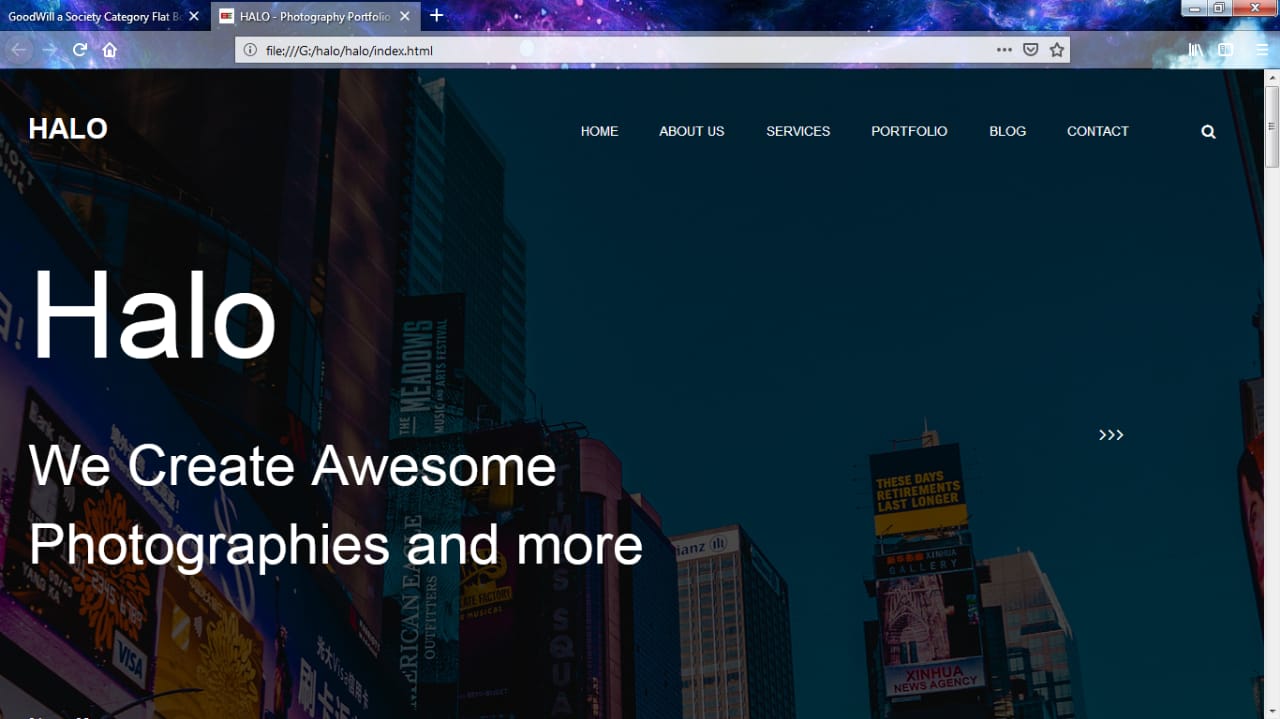 GoodWill a Society Category Flat B
HALO - Photography Portfolio
file:///G:/halo/halo/index.html
HALO
HOME ABOUT US SERVICES PORTFOLIO BLOG CONTACT
Halo
We Create Awesome
Photographies and more
>>>
THE MEADOWS
MUSIC AND ARTS FESTIVAL
AMERICAN EAGLE
OUTFITTERS
THESE DAYS
RETIREMENTS
LAST LONGER
XINHUA
GALLERY
XINHUA
NEWS AGENCY
VISA